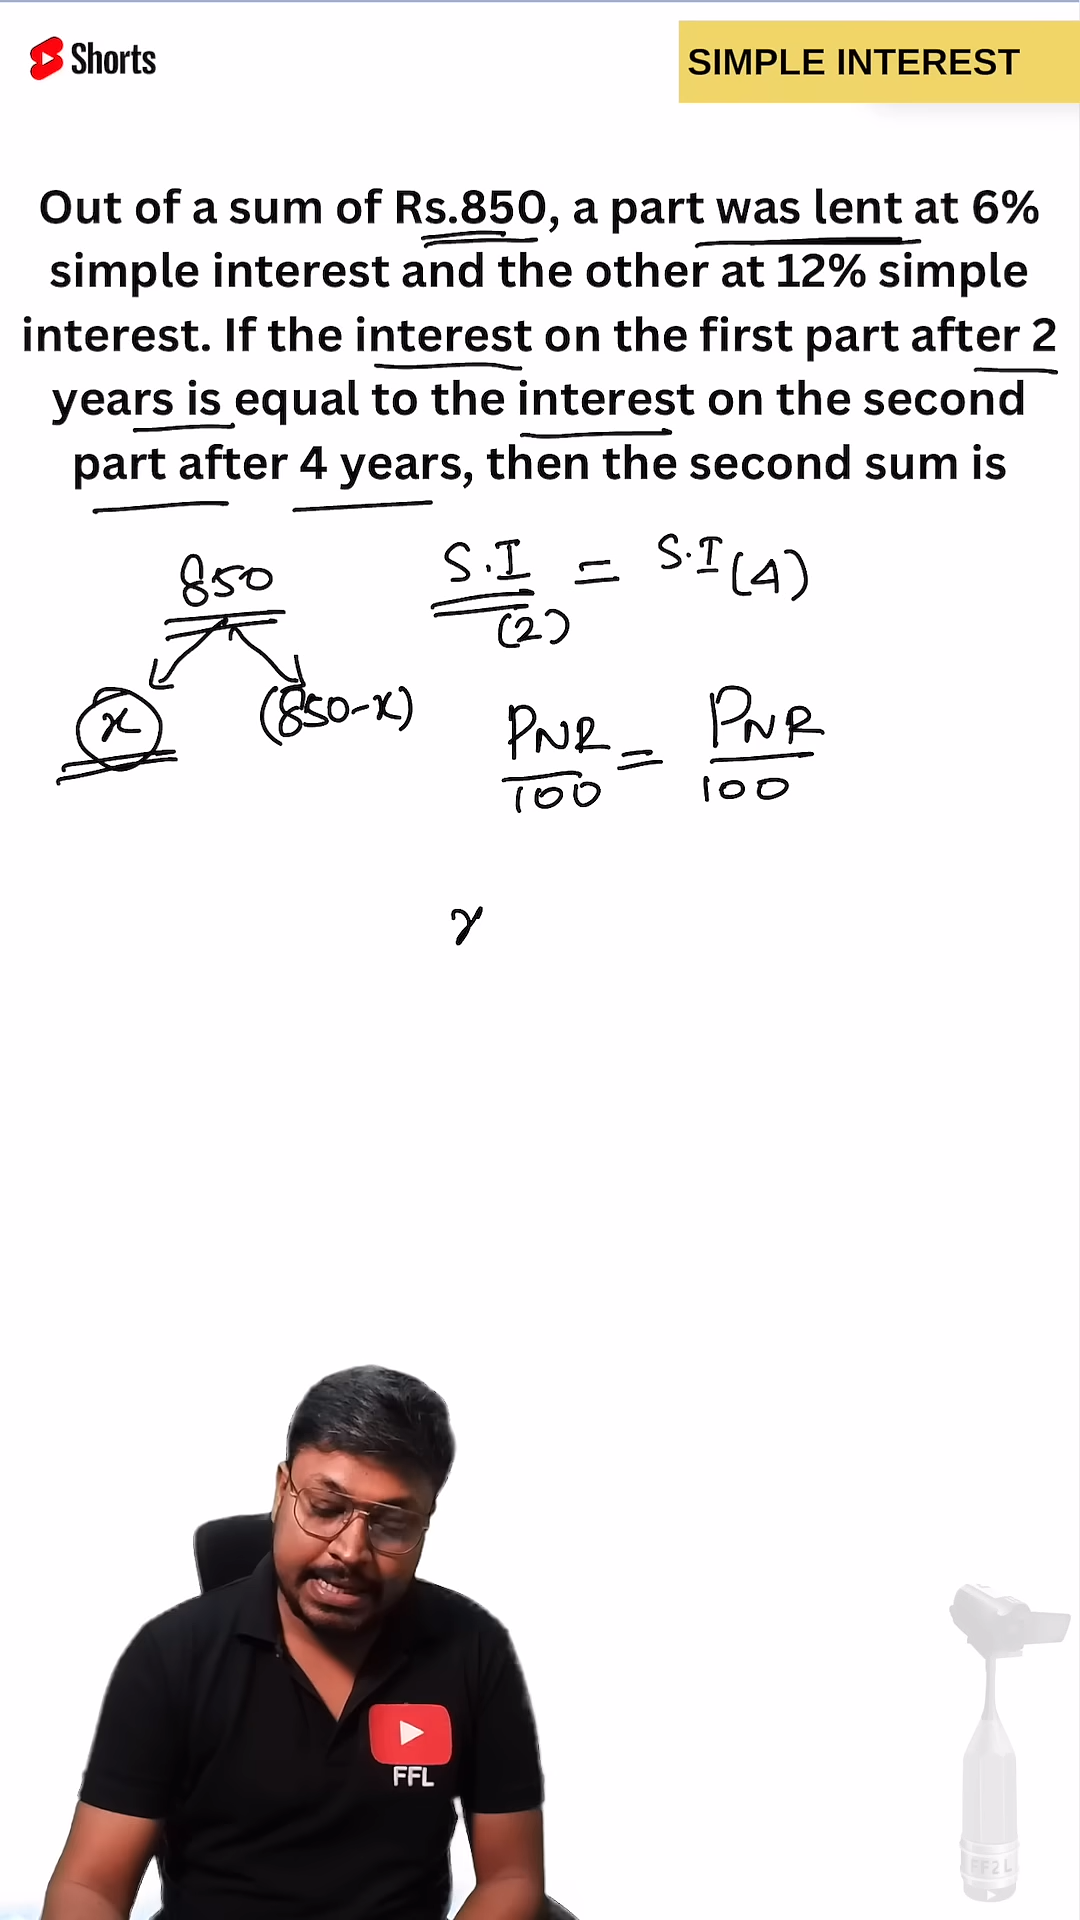 Shorts
SIMPLE INTEREST
Out of a sum of Rs.850, a part was lent at 6%
simple interest and the other at 12% simple
interest. If the interest on the first part after 2
years is equal to the interest on the second
part after 4 years, then the second sum is
850
S.I (2) = S.I (4)
x
(850-x)
PNR/100 = PNR/100
x
FFL
FF2L